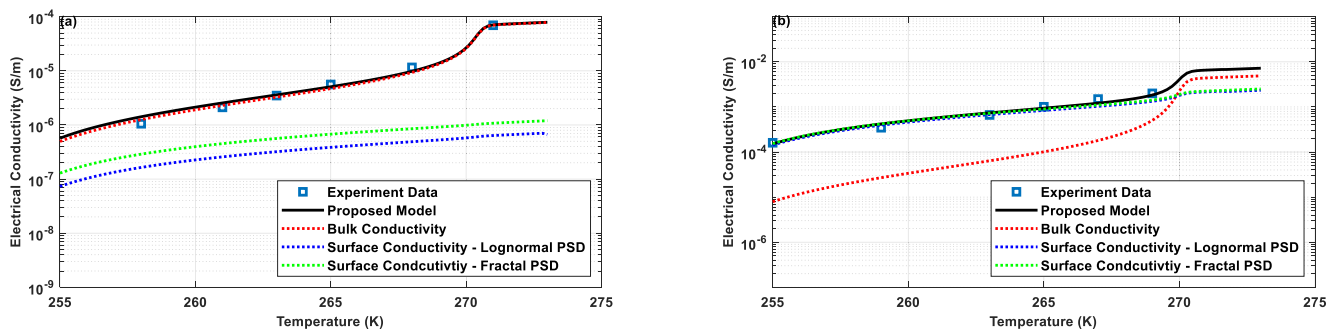 (a)
Electrical Conductivity (S/m)
10^-4
10^-5
10^-6
10^-7
10^-8
10^-9
Experiment Data
Proposed Model
Bulk Conductivity
Surface Conductivity - Lognormal PSD
Surface Condcutivtiy - Fractal PSD
255 260 265 270 275
Temperature (K)
(b)
Electrical Conductivity (S/m)
10^-2
10^-4
10^-6
Experiment Data
Proposed Model
Bulk Conductivity
Surface Conductivity - Lognormal PSD
Surface Condcutivtiy - Fractal PSD
255 260 265 270 275
Temperature (K)